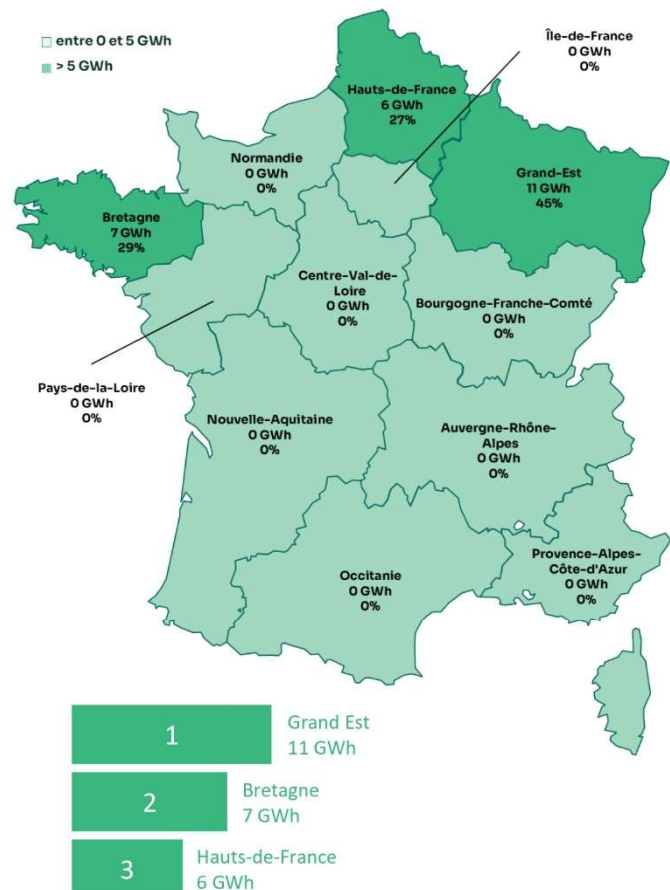 entre 0 et 5 GWh
> 5 GWh
Île-de-France
0 GWh
0%
Hauts-de-France
6 GWh
27%
Normandie
0 GWh
0%
Grand-Est
11 GWh
45%
Bretagne
7 GWh
29%
Centre-Val-de-
Loire
0 GWh
0%
Bourgogne-Franche-Comté
0 GWh
0%
Pays-de-la-Loire
0 GWh
0%
Nouvelle-Aquitaine
0 GWh
0%
Auvergne-Rhône-
Alpes
0 GWh
0%
Provence-Alpes-
Côte-d'Azur
0 GWh
0%
Occitanie
0 GWh
0%
1
Grand Est
11 GWh
2
Bretagne
7 GWh
3
Hauts-de-France
6 GWh